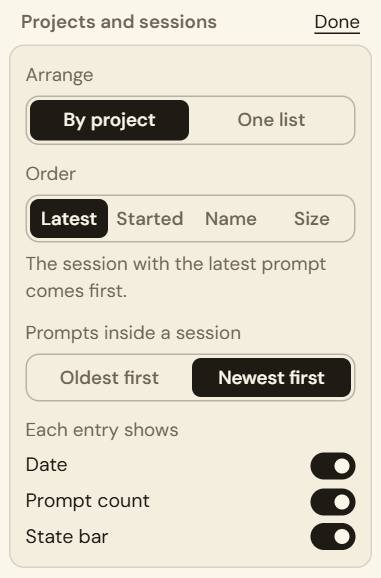 Projects and sessions
Done
Arrange
By project
One list
Order
Latest
Started
Name
Size
The session with the latest prompt
comes first.
Prompts inside a session
Oldest first
Newest first
Each entry shows
Date
Prompt count
State bar